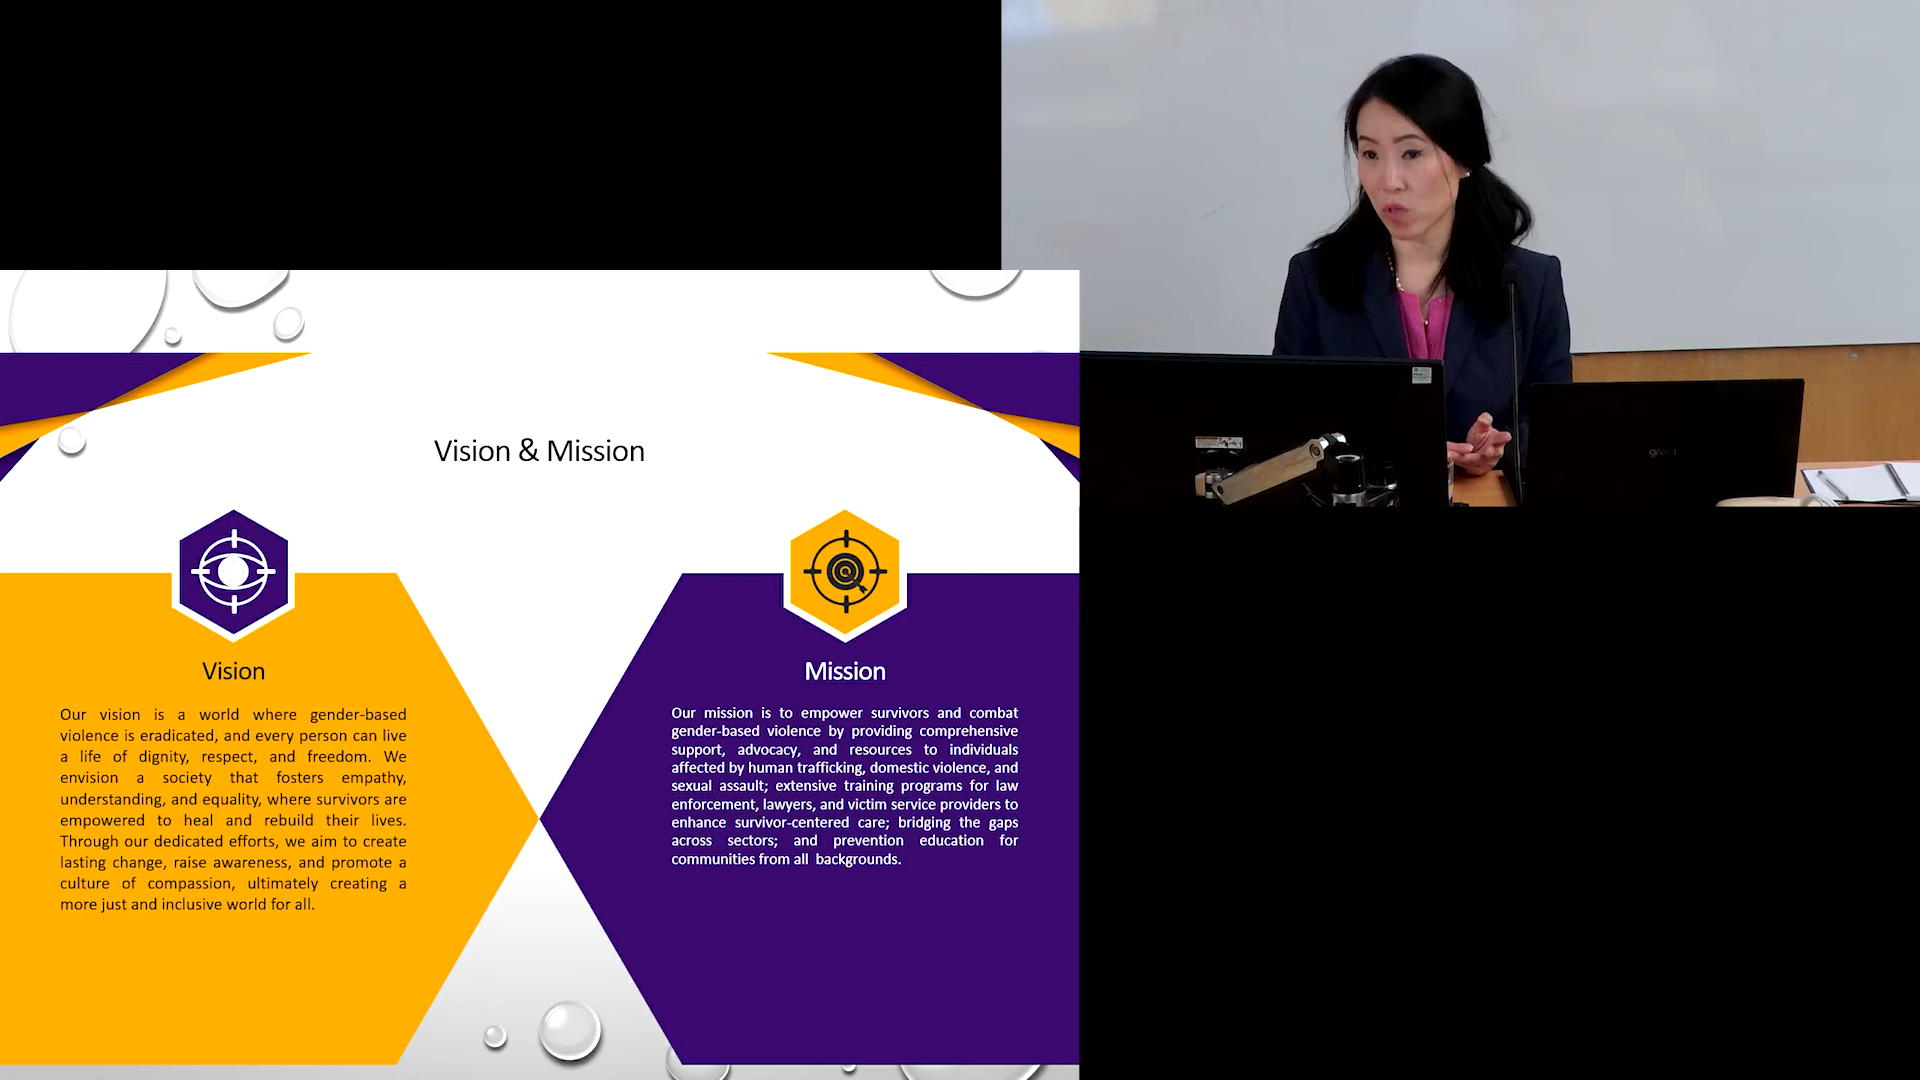 Vision & Mission
Vision
Our vision is a world where gender-based
violence is eradicated, and every person can live
a life of dignity, respect, and freedom. We
envision a society that fosters empathy,
understanding, and equality, where survivors are
empowered to heal and rebuild their lives.
Through our dedicated efforts, we aim to create
lasting change, raise awareness, and promote a
culture of compassion, ultimately creating a
more just and inclusive world for all.
Mission
Our mission is to empower survivors and combat
gender-based violence by providing comprehensive
support, advocacy, and resources to individuals
affected by human trafficking, domestic violence, and
sexual assault; extensive training programs for law
enforcement, lawyers, and victim service providers to
enhance survivor-centered care; bridging the gaps
across sectors; and prevention education for
communities from all backgrounds.